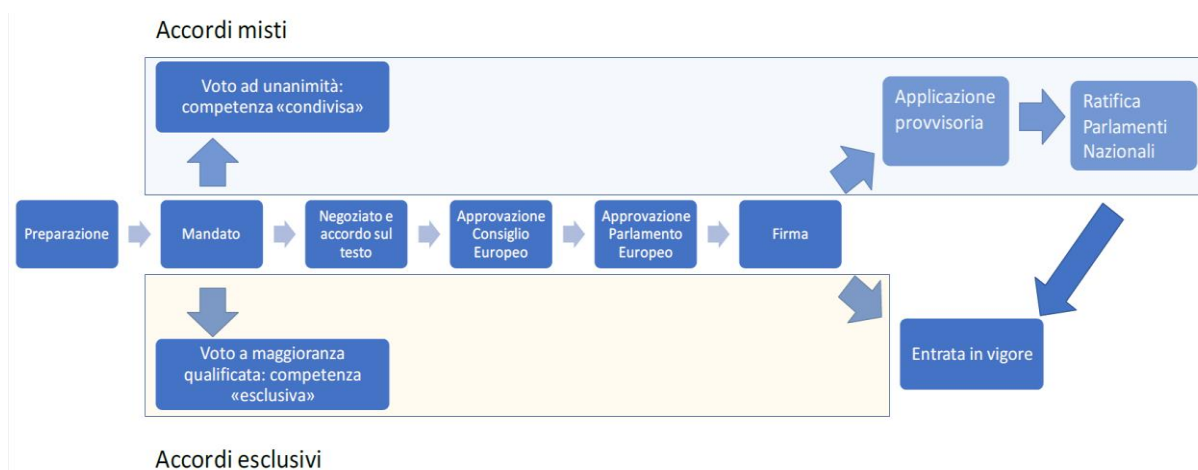 Accordi misti
Voto ad unanimità:
competenza «condivisa»
Applicazione
provvisoria
Ratifica
Parlamenti
Nazionali
Preparazione
Mandato
Negoziato e
accordo sul
testo
Approvazione
Consiglio
Europeo
Approvazione
Parlamento
Europeo
Firma
Voto a maggioranza
qualificata: competenza
«esclusiva»
Entrata in vigore
Accordi esclusivi